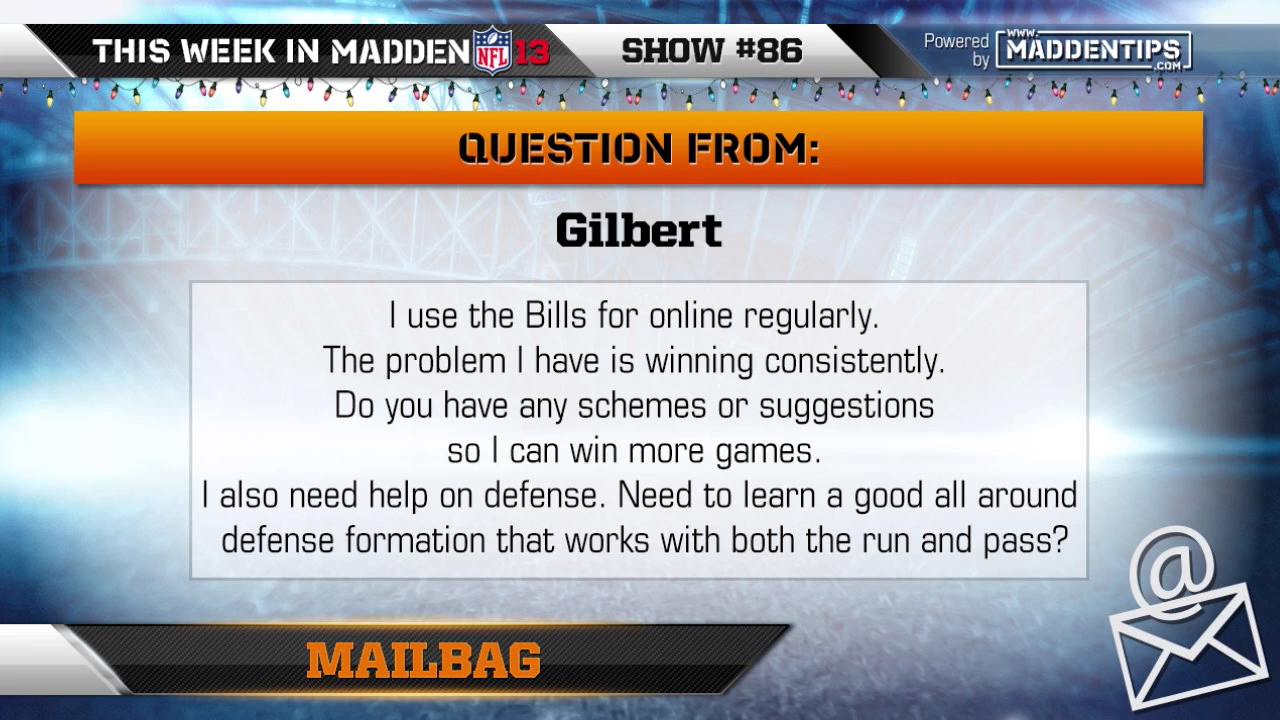 THIS WEEK IN MADDEN NFL 13
SHOW #86
Powered by WWW. MADDENTIPS .COM
QUESTION FROM:
Gilbert
I use the Bills for online regularly.
The problem I have is winning consistently.
Do you have any schemes or suggestions
so I can win more games.
I also need help on defense. Need to learn a good all around
defense formation that works with both the run and pass?
@
MAILBAG